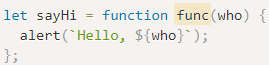 let sayHi = function func(who) {
  alert(`Hello, ${who}`);
};